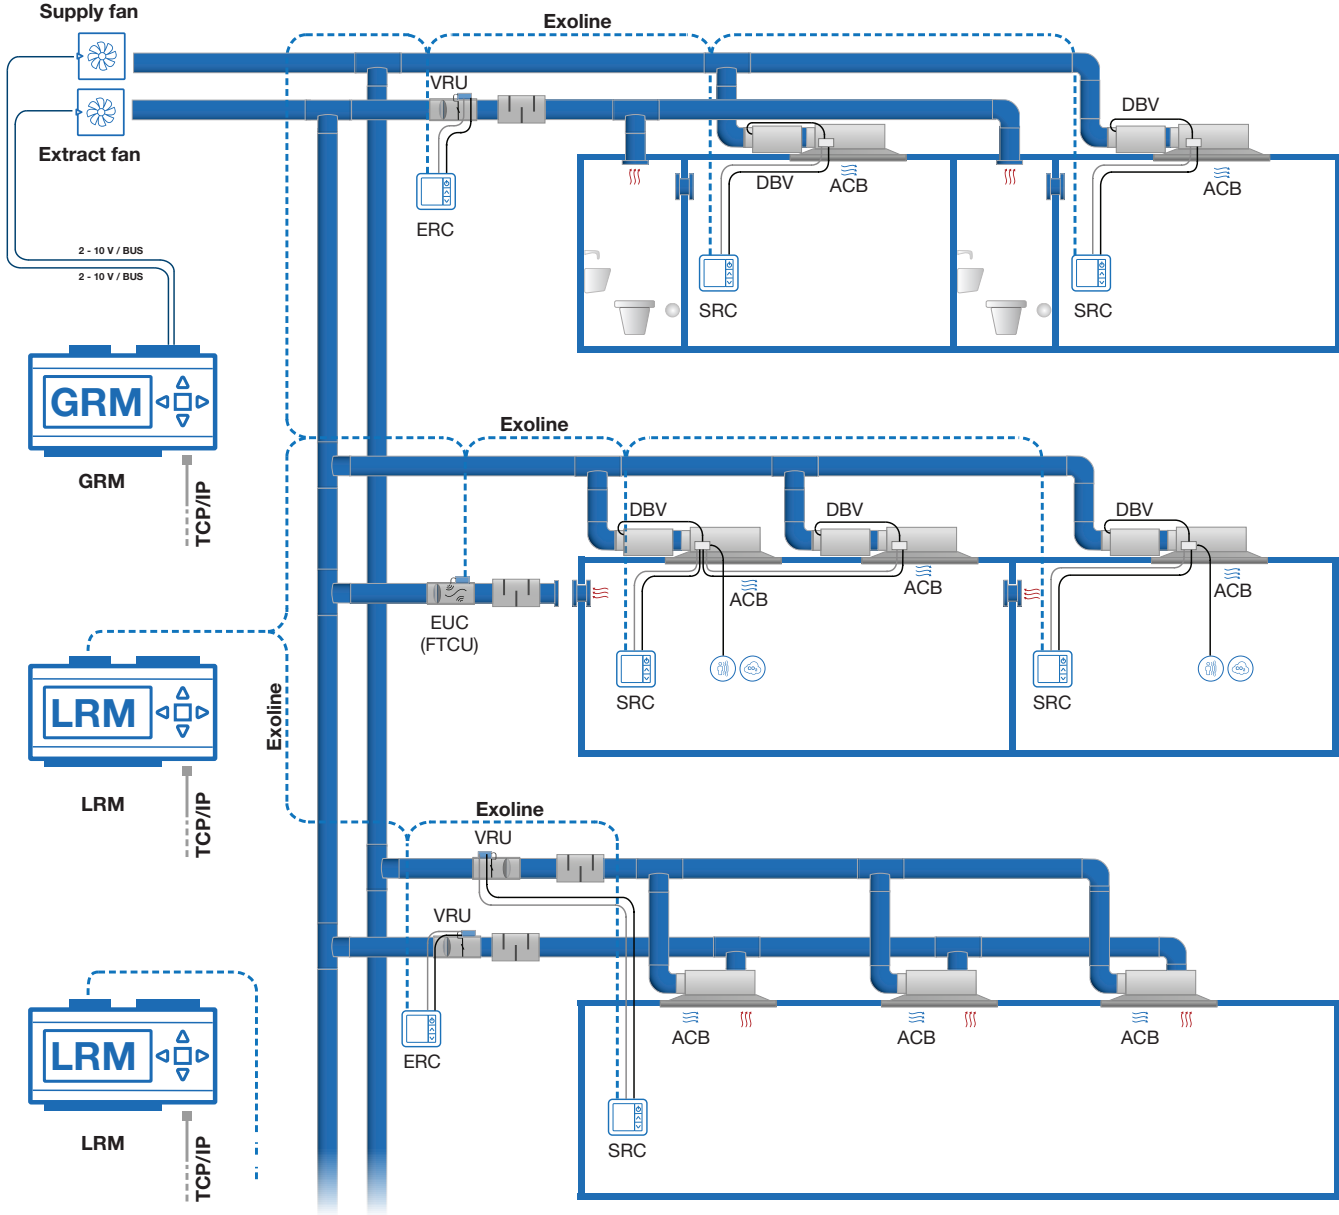 Supply fan
Exoline
VRU
DBV
Extract fan
DBV
ACB
ACB
ERC
2 - 10 V / BUS
2 - 10 V / BUS
SRC
SRC
GRM
Exoline
GRM
TCP/IP
DBV
DBV
DBV
ACB
ACB
ACB
EUC
(FTCU)
CO2
CO2
SRC
SRC
LRM
Exoline
LRM
TCP/IP
Exoline
VRU
VRU
LRM
ACB
ACB
ACB
ERC
LRM
TCP/IP
SRC